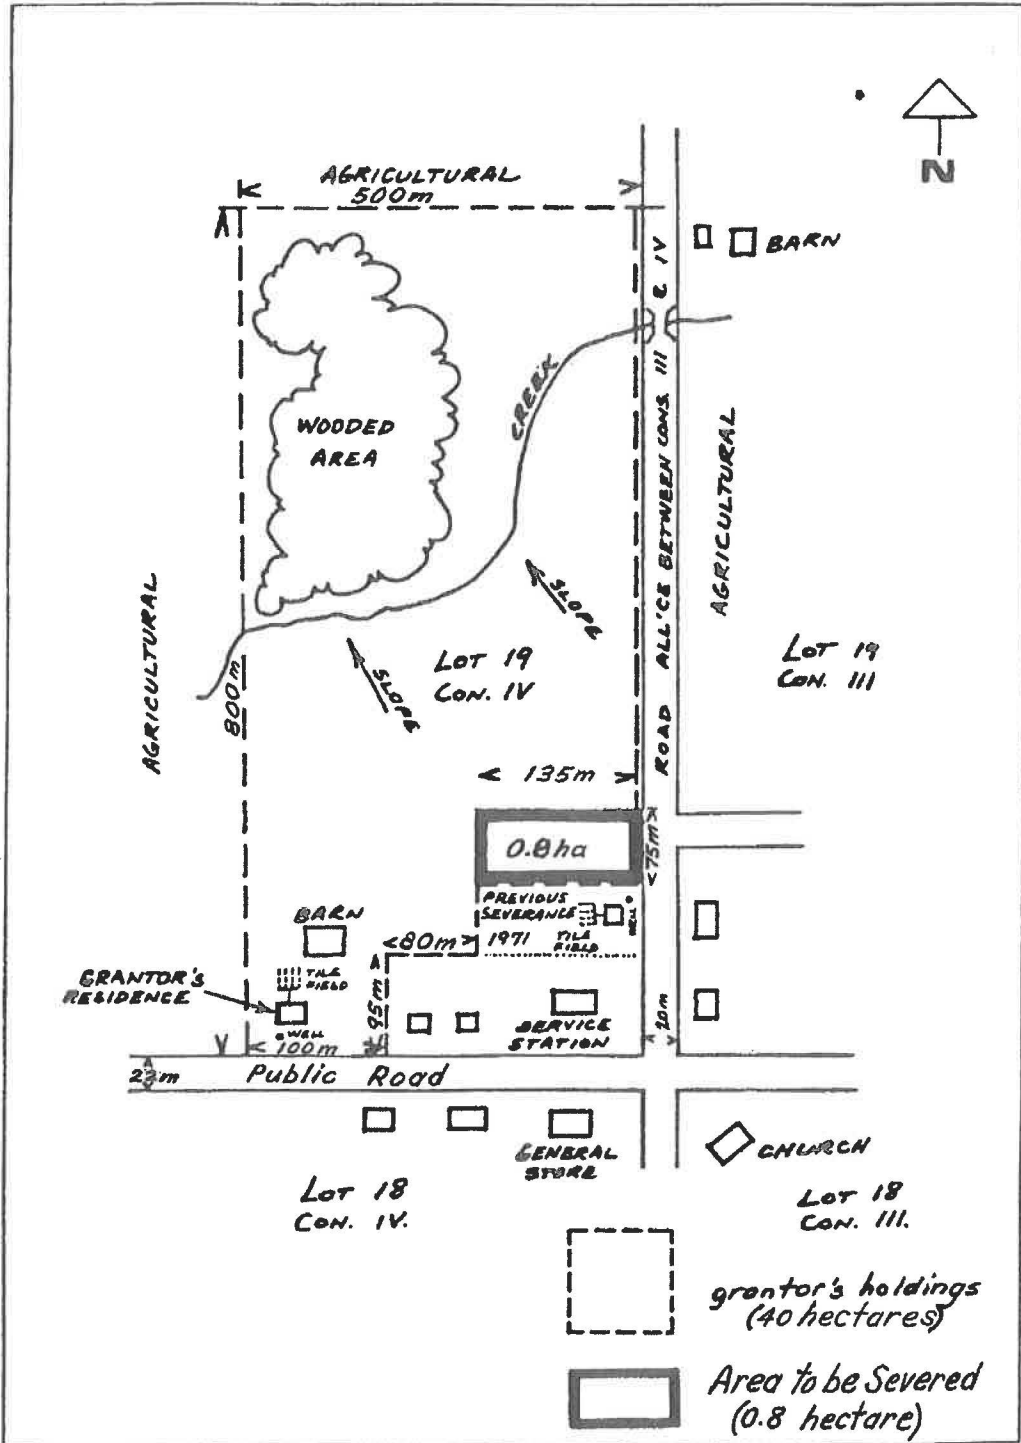 N
AGRICULTURAL
500m
BARN
ROAD ALL'CE BETWEEN CONS. III & IV
CREEK
WOODED
AREA
AGRICULTURAL
AGRICULTURAL
SLOPE
SLOPE
800m
LOT 19
CON. IV
LOT 19
CON. III
135m
0.8ha
75m
PREVIOUS
SEVERANCE
1971
TILE
FIELD
WELL
BARN
80m
95m
GRANTOR'S
RESIDENCE
TILE
FIELD
WELL
100m
SERVICE
STATION
20m
23m
Public Road
GENERAL
STORE
CHURCH
LOT 18
CON. IV.
LOT 18
CON. III.
grantor's holdings
(40 hectares)
Area to be Severed
(0.8 hectare)